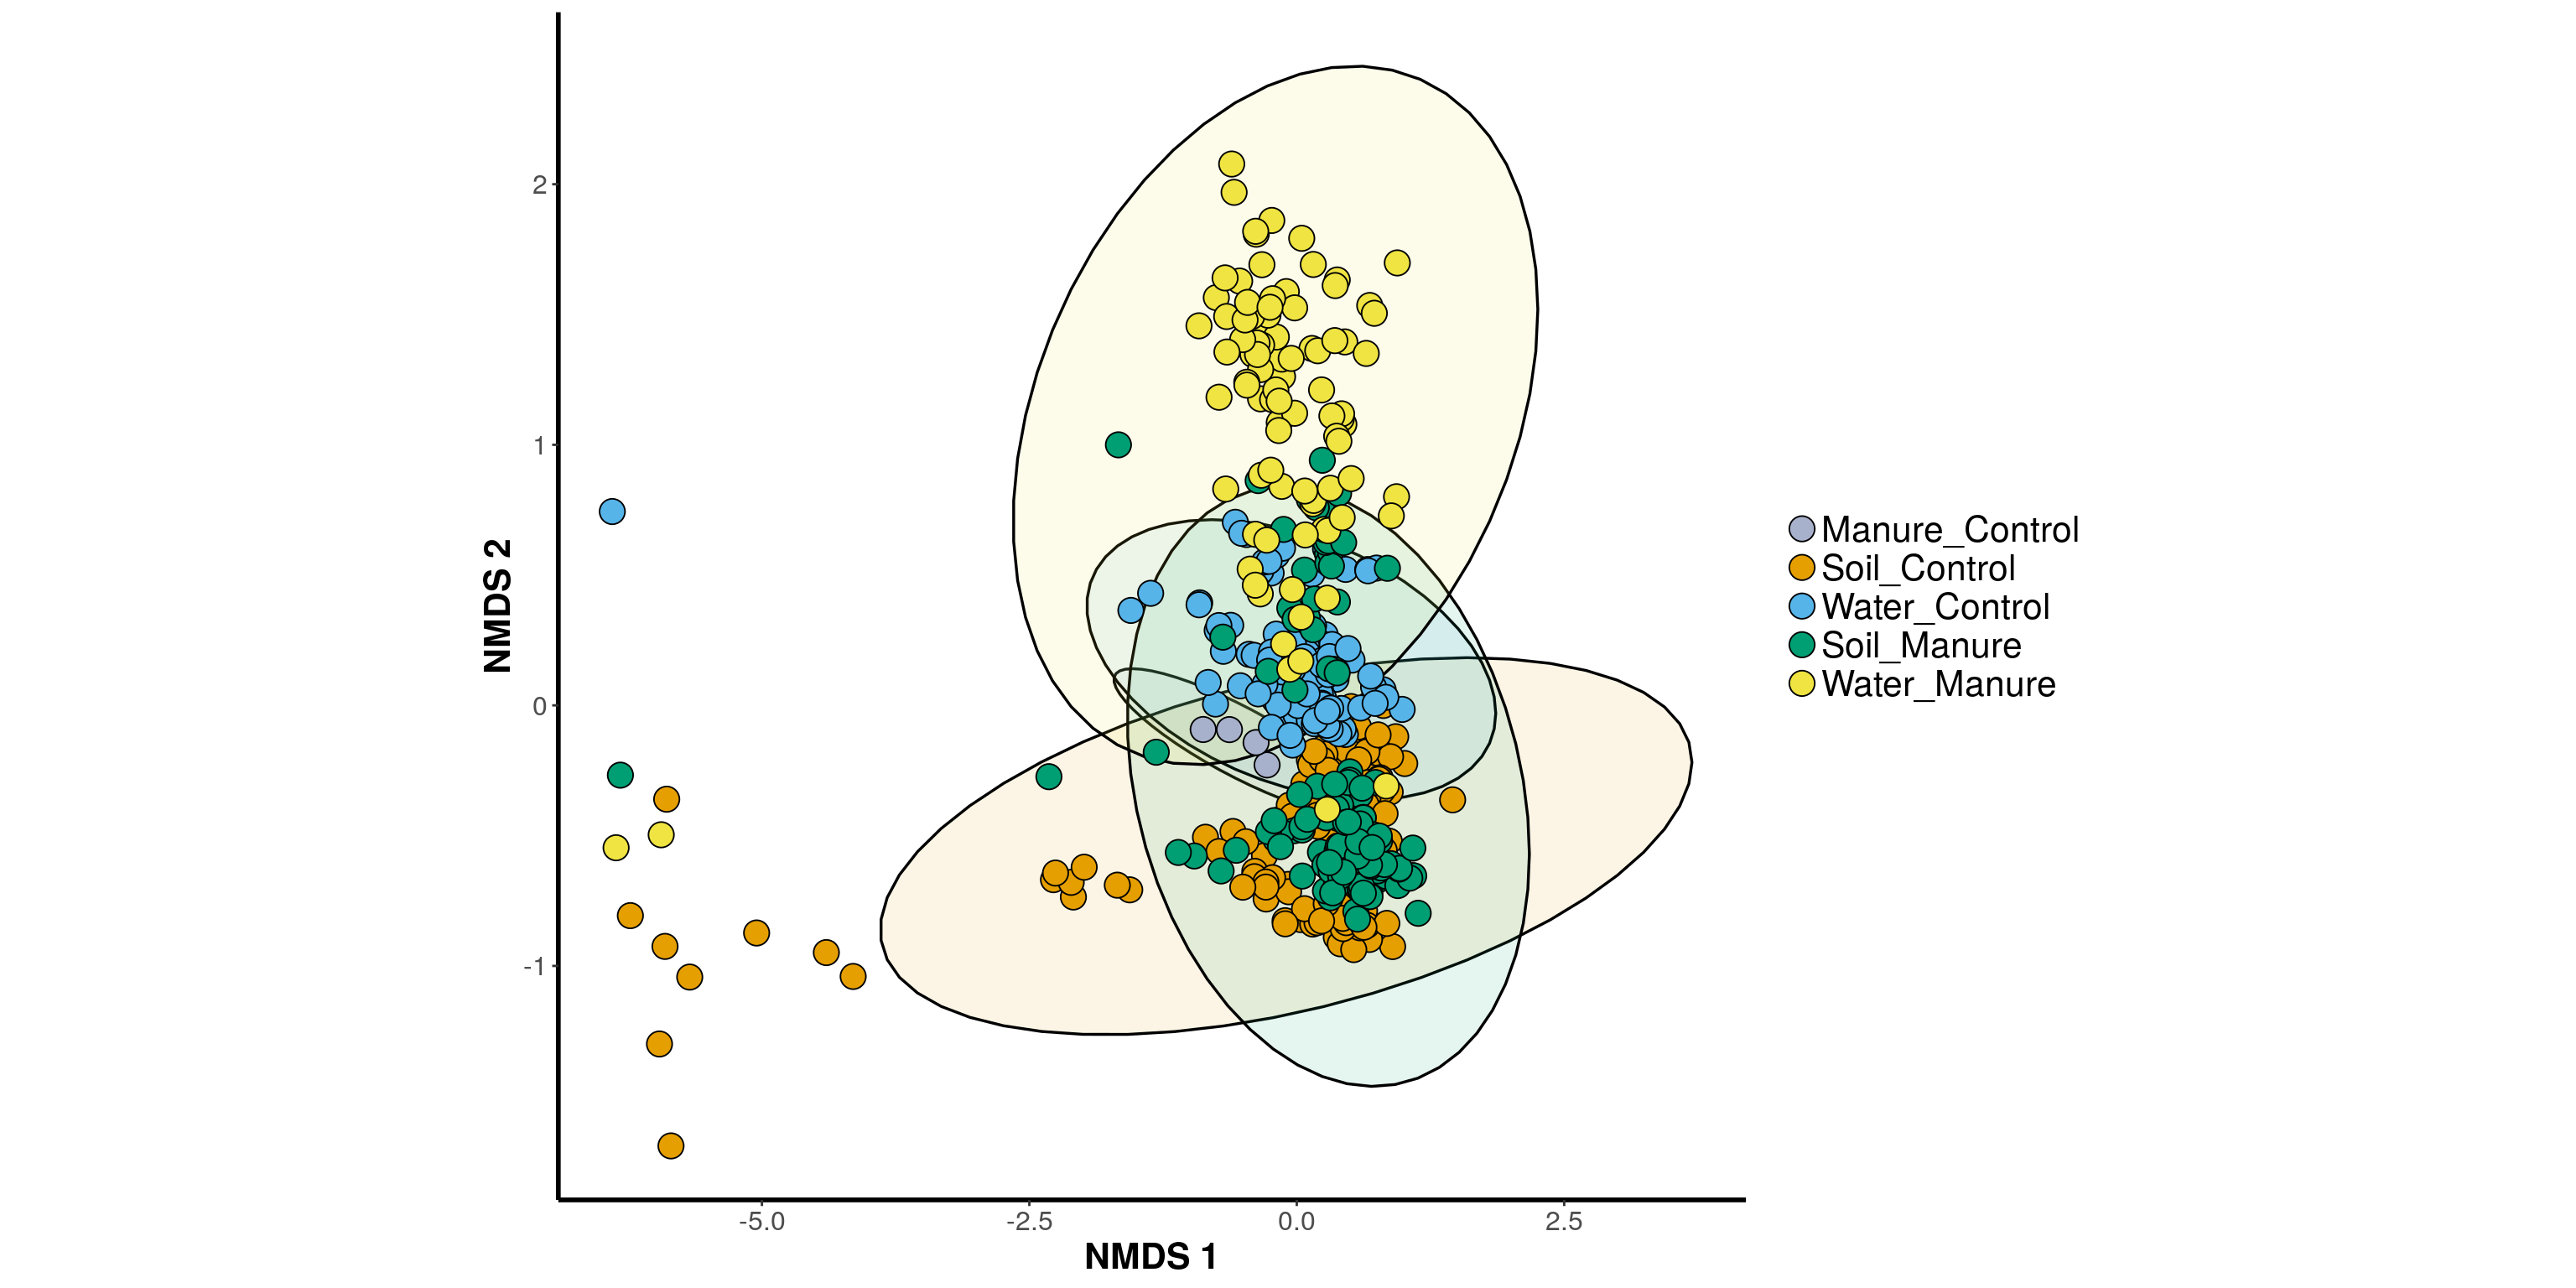 2
1
0
-1
NMDS 2
-5.0
-2.5
0.0
2.5
NMDS 1
Manure_Control
Soil_Control
Water_Control
Soil_Manure
Water_Manure